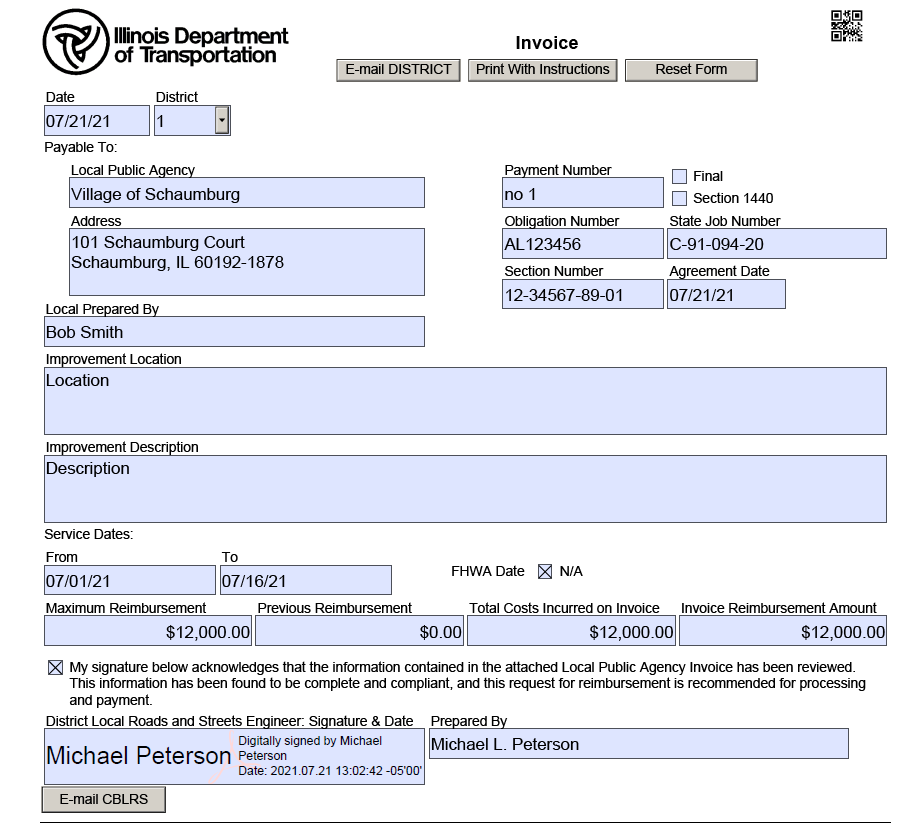 Illinois Department
of Transportation
Invoice
E-mail DISTRICT Print With Instructions Reset Form
Date District
07/21/21 1
Payable To:
Local Public Agency Payment Number
Village of Schaumburg no 1
Final
Section 1440
Address Obligation Number State Job Number
101 Schaumburg Court AL123456 C-91-094-20
Schaumburg, IL 60192-1878
Section Number Agreement Date
12-34567-89-01 07/21/21
Local Prepared By
Bob Smith
Improvement Location
Location
Improvement Description
Description
Service Dates:
From To
07/01/21 07/16/21
FHWA Date N/A
Maximum Reimbursement Previous Reimbursement Total Costs Incurred on Invoice Invoice Reimbursement Amount
$12,000.00 $0.00 $12,000.00 $12,000.00
My signature below acknowledges that the information contained in the attached Local Public Agency Invoice has been reviewed.
This information has been found to be complete and compliant, and this request for reimbursement is recommended for processing
and payment.
District Local Roads and Streets Engineer: Signature & Date Prepared By
Michael Peterson
Digitally signed by Michael
Peterson
Date: 2021.07.21 13:02:42 -05'00'
Michael L. Peterson
E-mail CBLRS